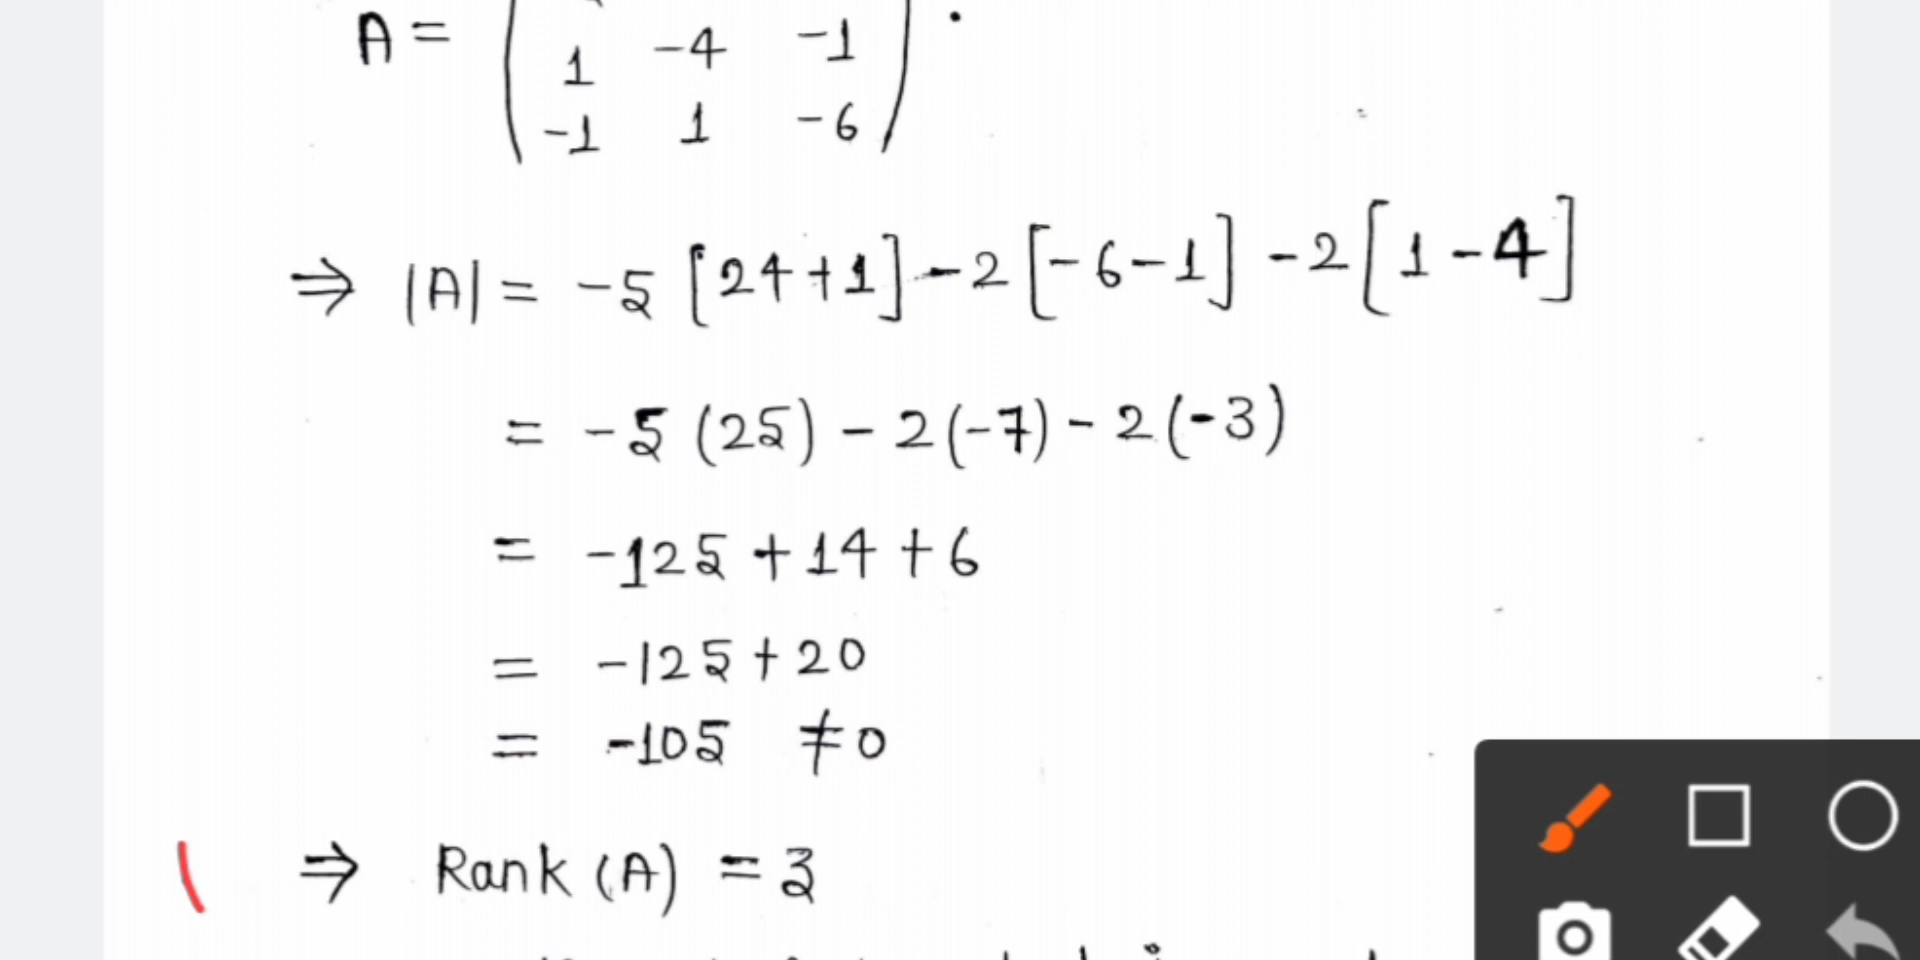 A = ( 1 -4 -1
-1 1 -6 ) .
⇒ |A| = -5 [24+1] -2 [-6-1] -2 [1-4]
= -5 (25) - 2(-7) - 2(-3)
= -125 + 14 + 6
= -125 + 20
= -105 ≠ 0
⇒ Rank (A) = 3